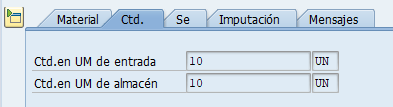 Material Ctd. Se Imputación Mensajes
Ctd.en UM de entrada 10 UN
Ctd.en UM de almacén 10 UN